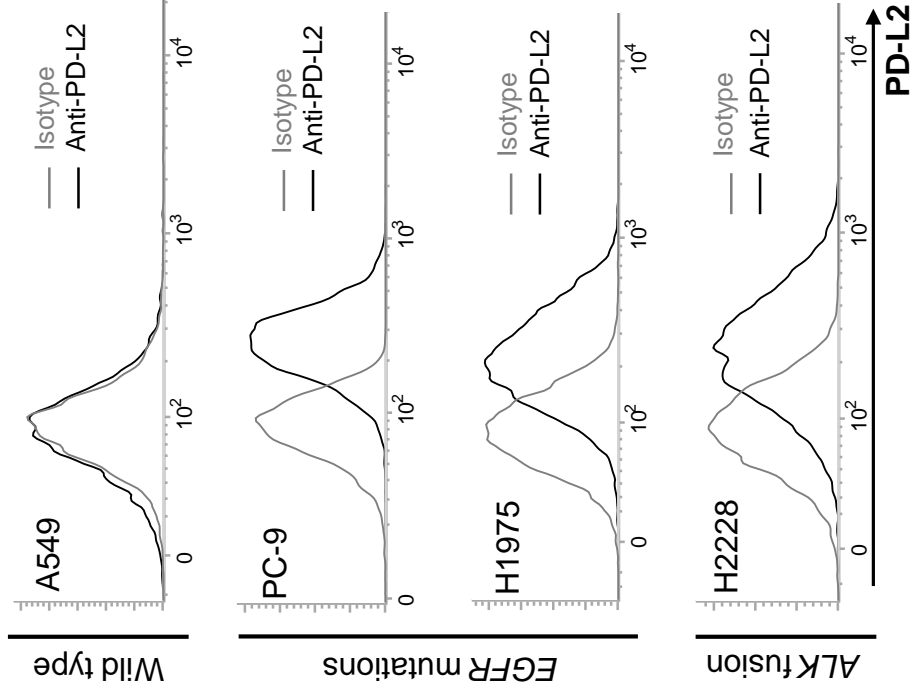 Wild type
A549
Isotype
Anti-PD-L2
0 10² 10³ 10⁴
EGFR mutations
PC-9
Isotype
Anti-PD-L2
0 10² 10³ 10⁴
H1975
Isotype
Anti-PD-L2
0 10² 10³ 10⁴
ALK fusion
H2228
Isotype
Anti-PD-L2
0 10² 10³ 10⁴
PD-L2